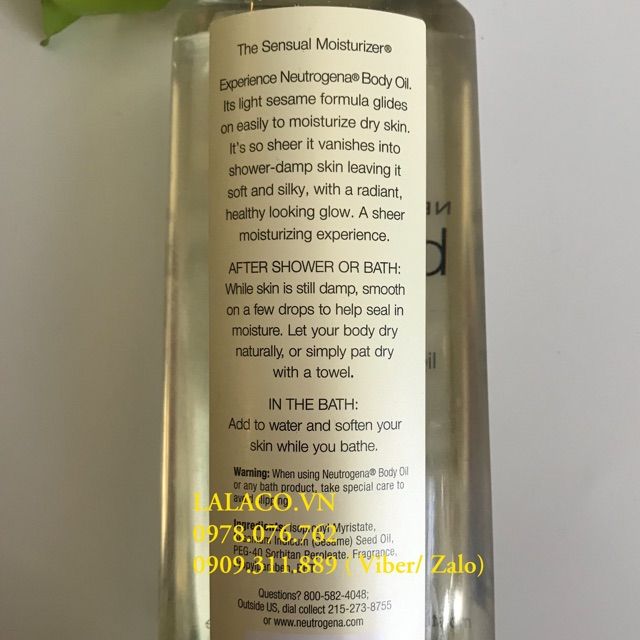 The Sensual Moisturizer®
Experience Neutrogena® Body Oil.
Its light sesame formula glides
on easily to moisturize dry skin.
It's so sheer it vanishes into
shower-damp skin leaving it
soft and silky, with a radiant,
healthy looking glow. A sheer
moisturizing experience.
AFTER SHOWER OR BATH:
While skin is still damp, smooth
on a few drops to help seal in
moisture. Let your body dry
naturally, or simply pat dry
with a towel.
IN THE BATH:
Add to water and soften your
skin while you bathe.
Warning: When using Neutrogena® Body Oil
or any bath product, take special care to
avoid slipping.
LALACO.VN
Ingredients: Isopropyl Myristate,
0978.076.762
Indicum (Sesame) Seed Oil,
PEG-40 Sorbitan Peroleate, Fragrance,
0909.311.889 ( Viber/ Zalo)
Questions? 800-582-4048;
Outside US, dial collect 215-273-8755
or www.neutrogena.com